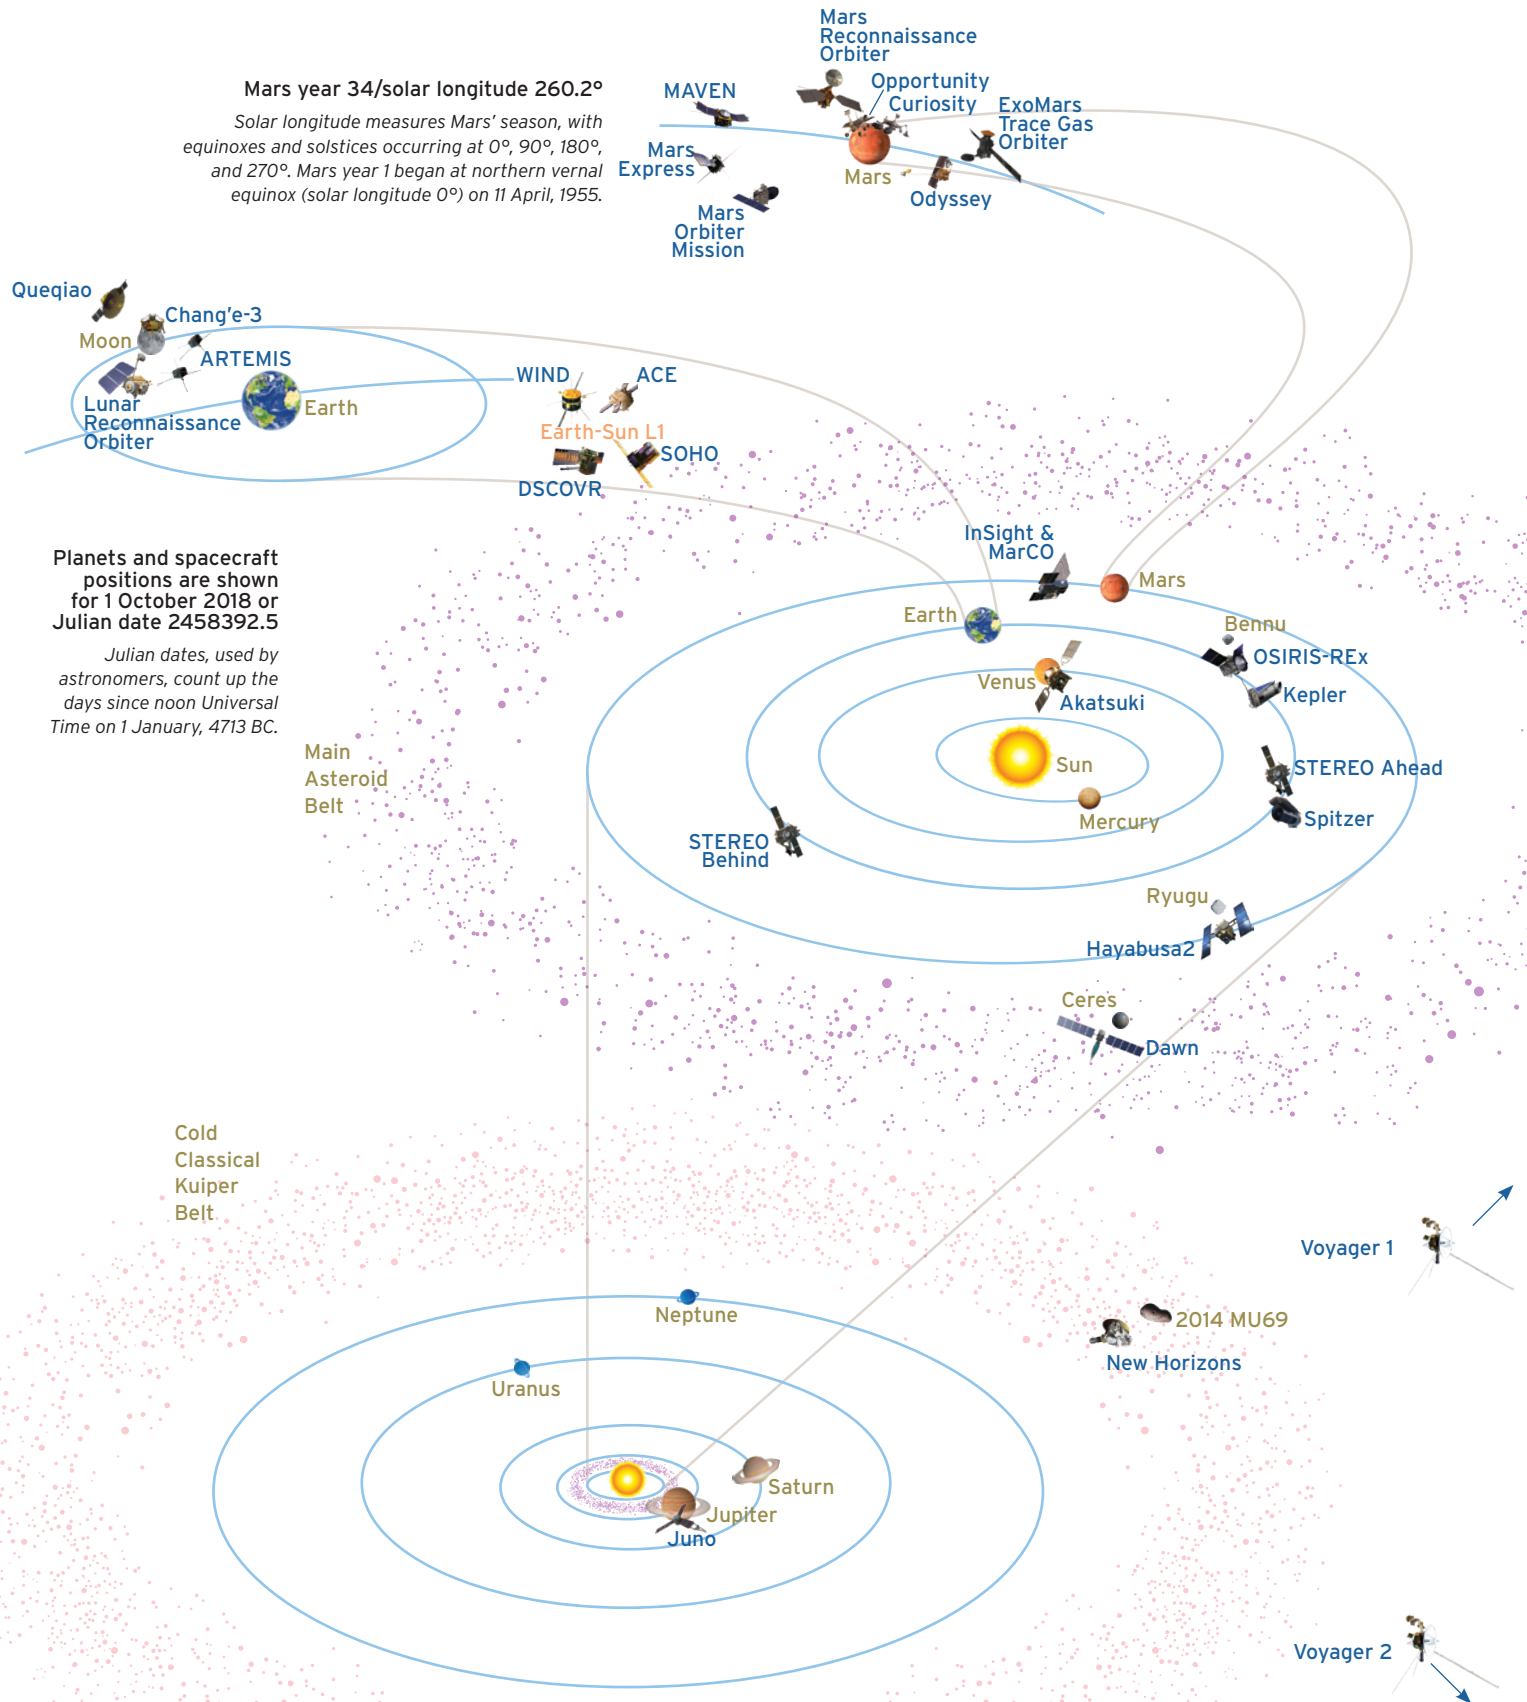 Mars
Reconnaissance
Orbiter
Mars year 34/solar longitude 260.2°
Solar longitude measures Mars’ season, with
equinoxes and solstices occurring at 0°, 90°, 180°,
and 270°. Mars year 1 began at northern vernal
equinox (solar longitude 0°) on 11 April, 1955.
MAVEN
Opportunity
Curiosity
ExoMars
Trace Gas
Orbiter
Mars
Express
Mars
Odyssey
Mars
Orbiter
Mission
Queqiao
Chang’e-3
Moon
ARTEMIS
Lunar
Reconnaissance
Orbiter
Earth
WIND
ACE
Earth-Sun L1
SOHO
DSCOVR
Planets and spacecraft
positions are shown
for 1 October 2018 or
Julian date 2458392.5
Julian dates, used by
astronomers, count up the
days since noon Universal
Time on 1 January, 4713 BC.
InSight &
MarCO
Mars
Earth
Bennu
OSIRIS-REx
Venus
Akatsuki
Kepler
Main
Asteroid
Belt
Sun
STEREO Ahead
Mercury
Spitzer
STEREO
Behind
Ryugu
Hayabusa2
Ceres
Dawn
Cold
Classical
Kuiper
Belt
Voyager 1
Neptune
2014 MU69
New Horizons
Uranus
Saturn
Jupiter
Juno
Voyager 2